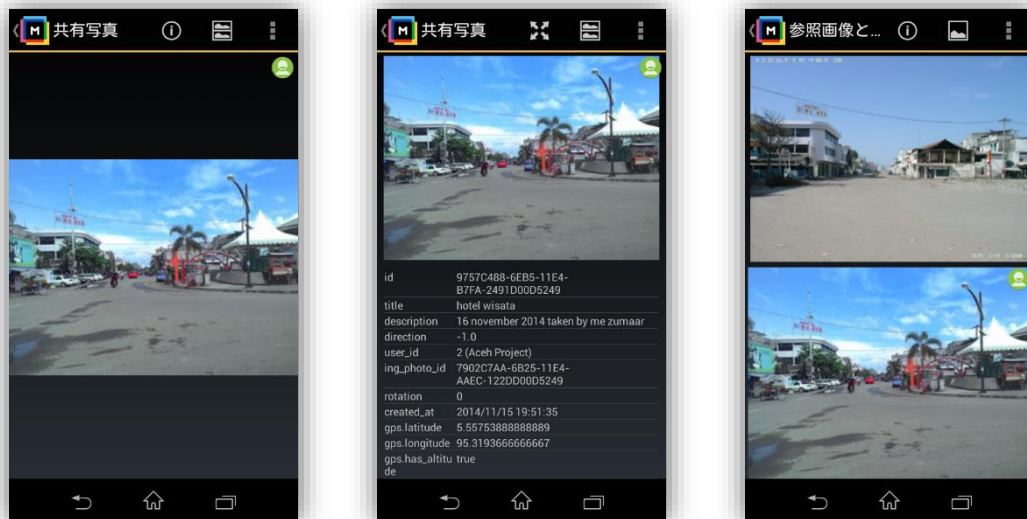 M 共有写真
M 共有写真
id 9757C488-6EB5-11E4-
B7FA-2491D00D5249
title hotel wisata
description 16 november 2014 taken by me zumaar
direction -1.0
user_id 2 (Aceh Project)
ing_photo_id 7902C7AA-6B25-11E4-
AAEC-122DD00D5249
rotation 0
created_at 2014/11/15 19:51:35
gps.latitude 5.55753888888889
gps.longitude 95.3193666666667
gps.has_altitu true
de
M 参照画像と...